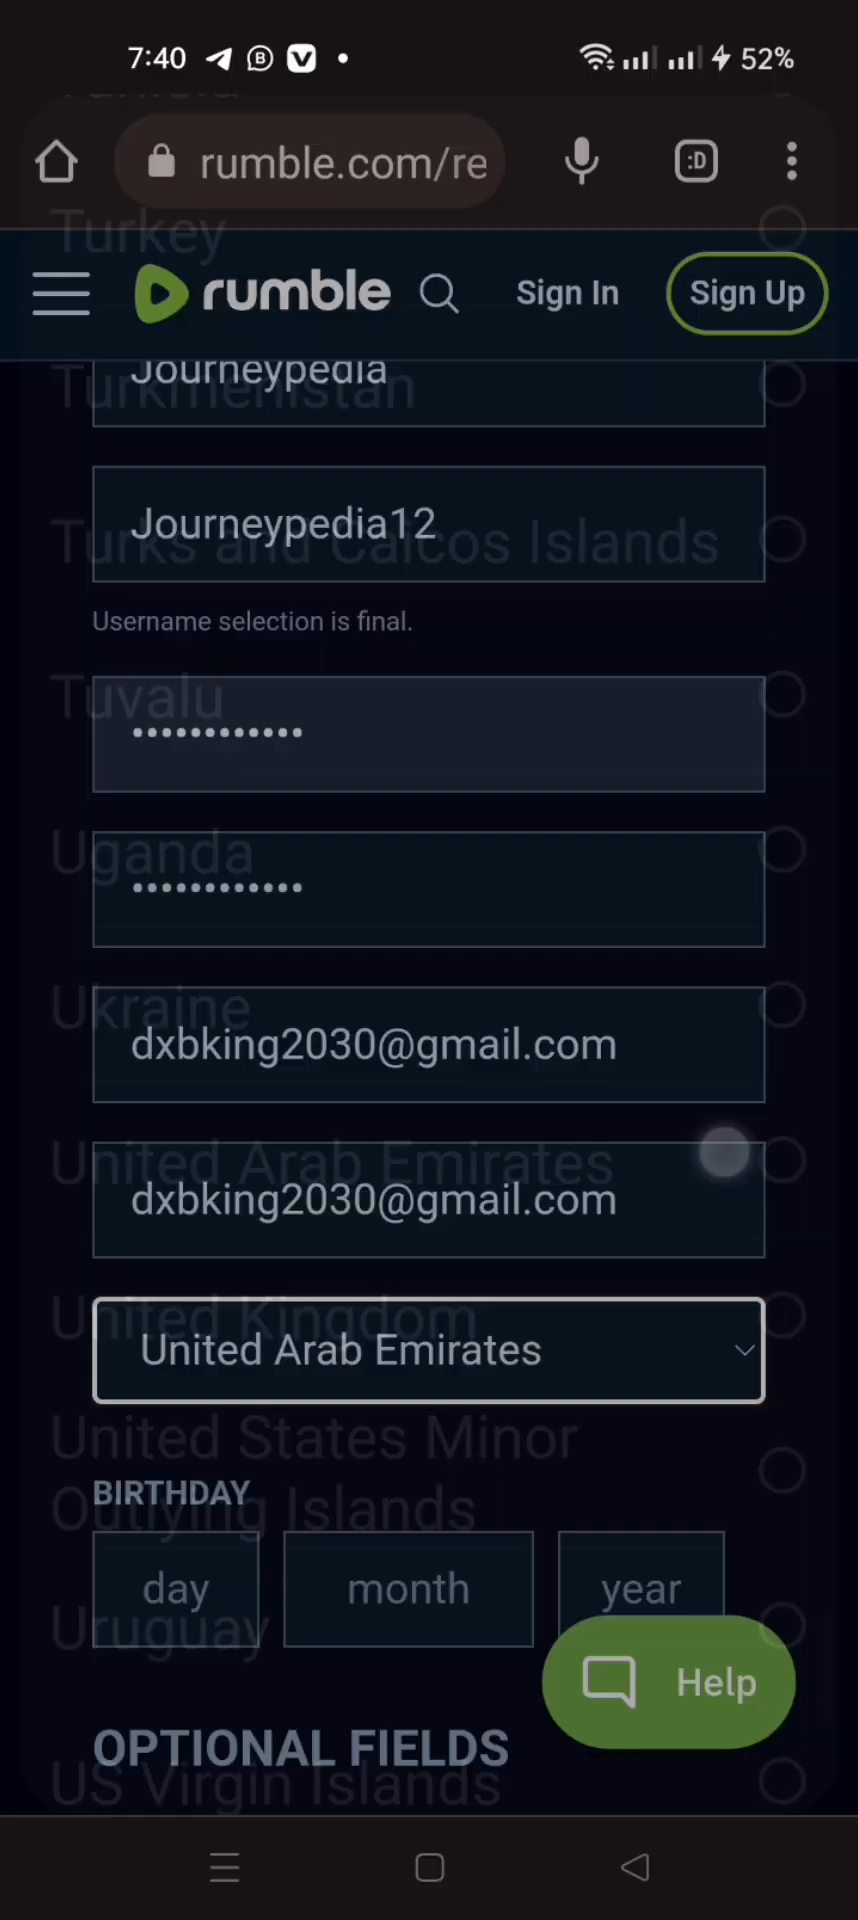 7:40
52%
rumble.com/re
:D
Turkey
rumble
Sign In
Sign Up
Journeypedia
Turkmenistan
Journeypedia12
Turks and Caicos Islands
Username selection is final.
Tuvalu
••••••••••••
Uganda
••••••••••••
Ukraine
dxbking2030@gmail.com
United Arab Emirates
dxbking2030@gmail.com
United Kingdom
United Arab Emirates
United States Minor
Outlying Islands
BIRTHDAY
day
month
year
Uruguay
Help
OPTIONAL FIELDS
US Virgin Islands